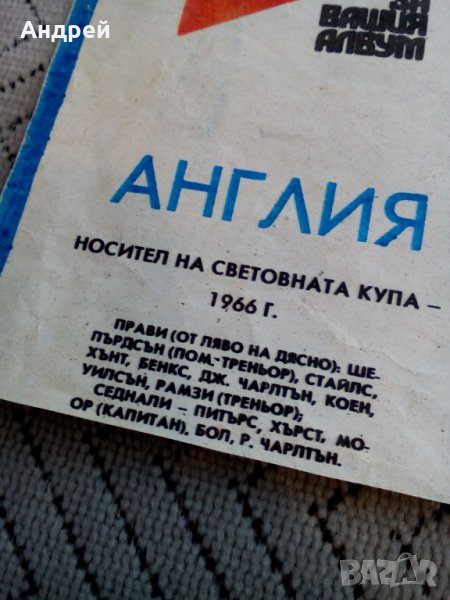 Андрей
ЗА
ВАШИЯ
АЛБУМ
АНГЛИЯ
НОСИТЕЛ НА СВЕТОВНАТА КУПА –
1966 Г.
ПРАВИ (ОТ ЛЯВО НА ДЯСНО): ШЕ-
ПЪРДСЪН (ПОМ.-ТРЕНЬОР), СТАЙЛС,
ХЪНТ, БЕНКС, ДЖ. ЧАРЛТЪН, КОЕН,
УИЛСЪН, РАМЗИ (ТРЕНЬОР);
СЕДНАЛИ – ПИТЪРС, ХЪРСТ, МО-
ОР (КАПИТАН), БОЛ, Р. ЧАРЛТЪН.
BAZAR